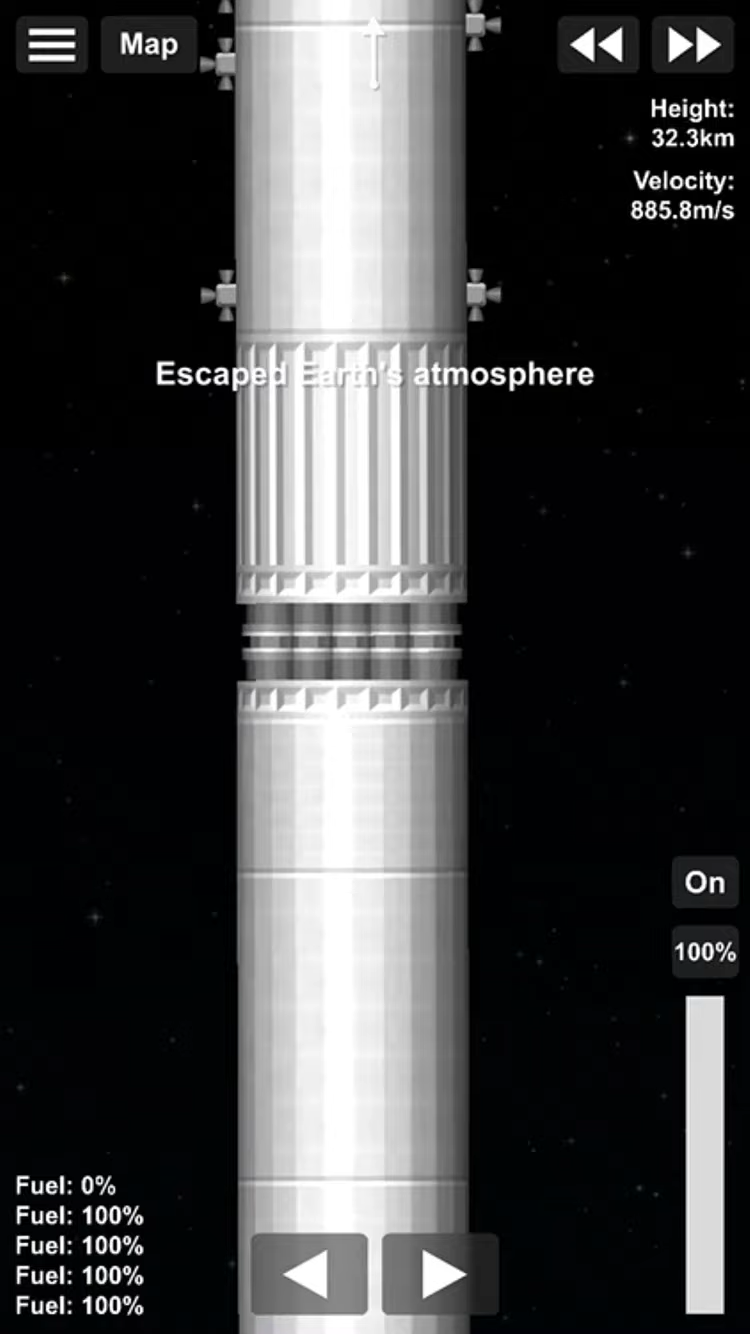 Map
Height:
32.3km
Velocity:
885.8m/s
Escaped Earth's atmosphere
On
100%
Fuel: 0%
Fuel: 100%
Fuel: 100%
Fuel: 100%
Fuel: 100%